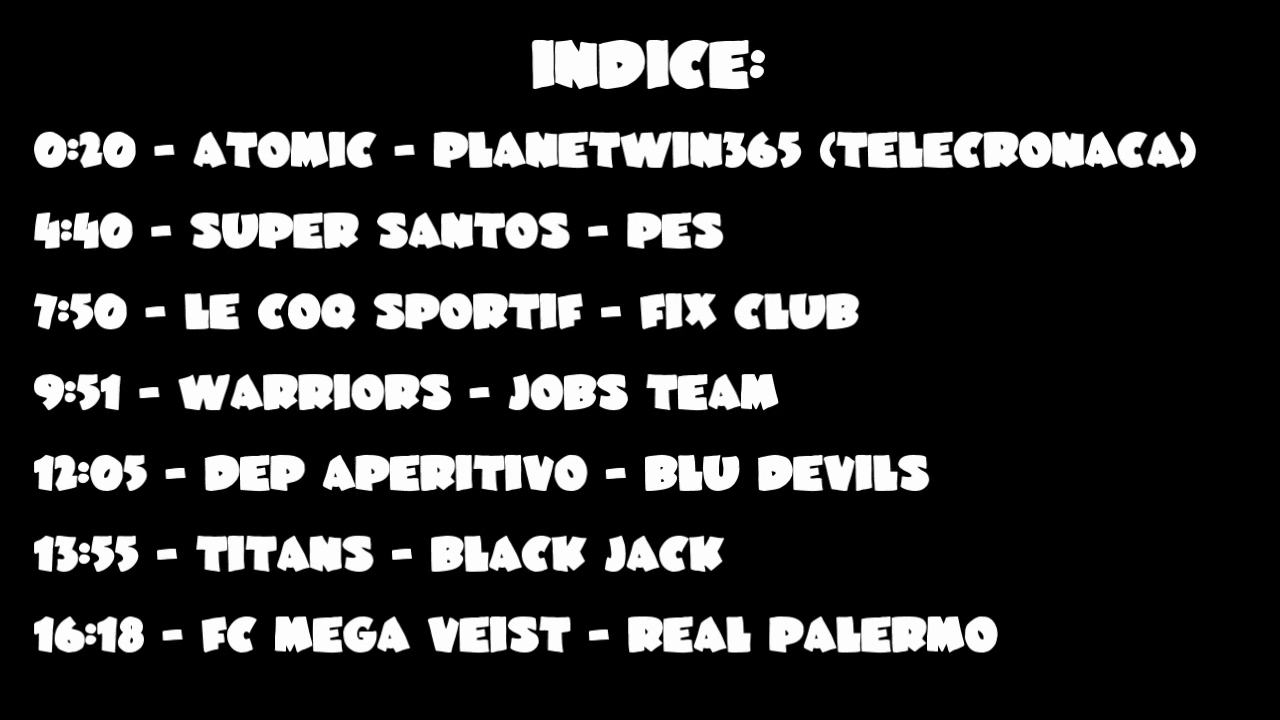 INDICE:
0:20 - ATOMIC - PLANETWIN365 (TELECRONACA)
4:40 - SUPER SANTOS - PES
7:50 - LE COQ SPORTIF - FIX CLUB
9:51 - WARRIORS - JOBS TEAM
12:05 - DEP APERITIVO - BLU DEVILS
13:55 - TITANS - BLACK JACK
16:18 - FC MEGA VEIST - REAL PALERMO